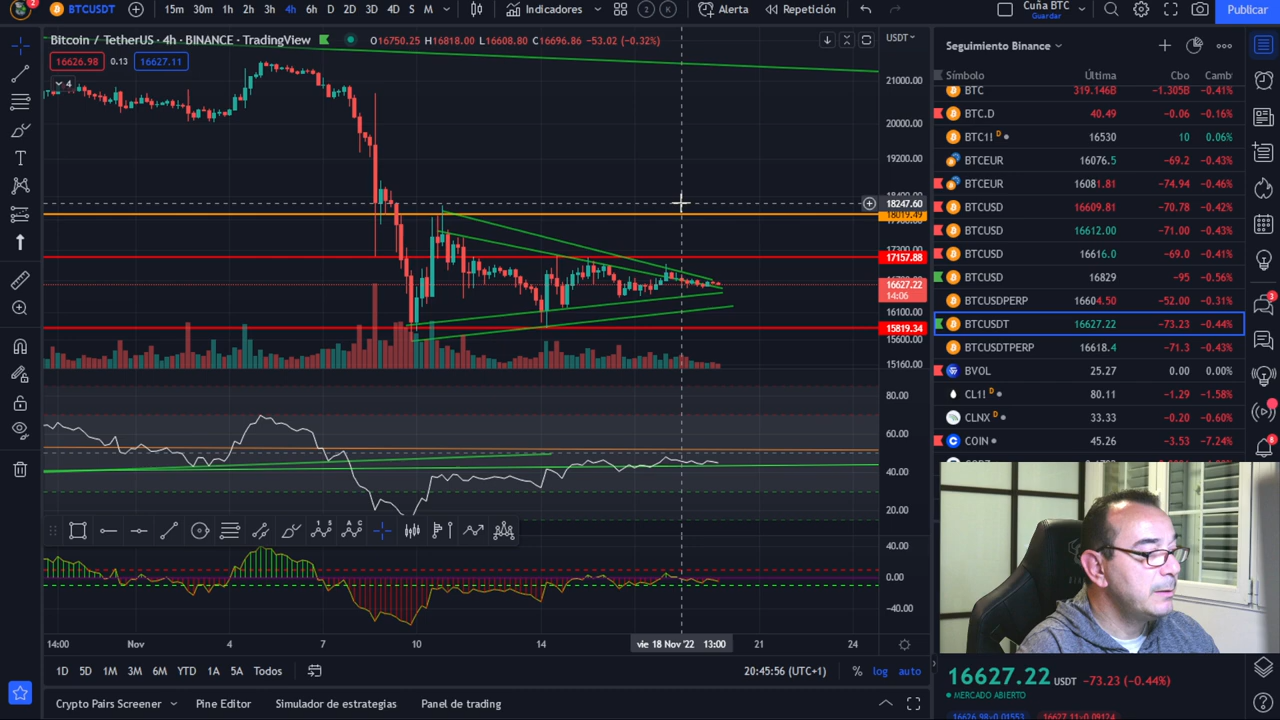 2
BTCUSDT
15m 30m 1h 2h 3h 4h 6h D 2D 3D 4D S M
Indicadores
2
Alerta
Repetición
Cuña BTC
Guardar
Publicar
Bitcoin / TetherUS · 4h · BINANCE · TradingView
O16750.25 H16818.00 L16608.80 C16696.86 −53.02 (−0.32%)
USDT
16626.98 0.13 16627.11
4
21000.00
20000.00
19200.00
18400.00
18247.60
18019.49
17157.88
16627.22
14:06
16100.00
15819.34
15600.00
15160.00
80.00
60.00
40.00
20.00
40.00
0.00
−40.00
14:00 Nov 4 7 10 14 vie 18 Nov '22 13:00 21 24
1D 5D 1M 3M 6M YTD 1A 5A Todos
20:45:56 (UTC+1) % log auto
Crypto Pairs Screener Pine Editor Simulador de estrategias Panel de trading
Seguimiento Binance
Símbolo Última Cbo Camb
BTC 319.146B −1.305B −0.41%
BTC.D 40.49 −0.06 −0.16%
BTC1! D 16530 10 0.06%
BTCEUR 16076.5 −69.2 −0.43%
BTCEUR 16081.81 −74.94 −0.46%
BTCUSD 16609.81 −70.78 −0.42%
BTCUSD 16612.00 −71.00 −0.43%
BTCUSD 16616.0 −69.0 −0.41%
BTCUSD 16829 −95 −0.56%
BTCUSDPERP 16604.50 −52.00 −0.31%
BTCUSDT 16627.22 −73.23 −0.44%
BTCUSDTPERP 16618.4 −71.3 −0.43%
BVOL 25.27 0.00 0.00%
CL1! D 80.11 −1.29 −1.58%
CLNX D 33.33 −0.20 −0.60%
COIN 45.26 −3.53 −7.24%
16627.22 USDT −73.23 (−0.44%)
MERCADO ABIERTO
3
8